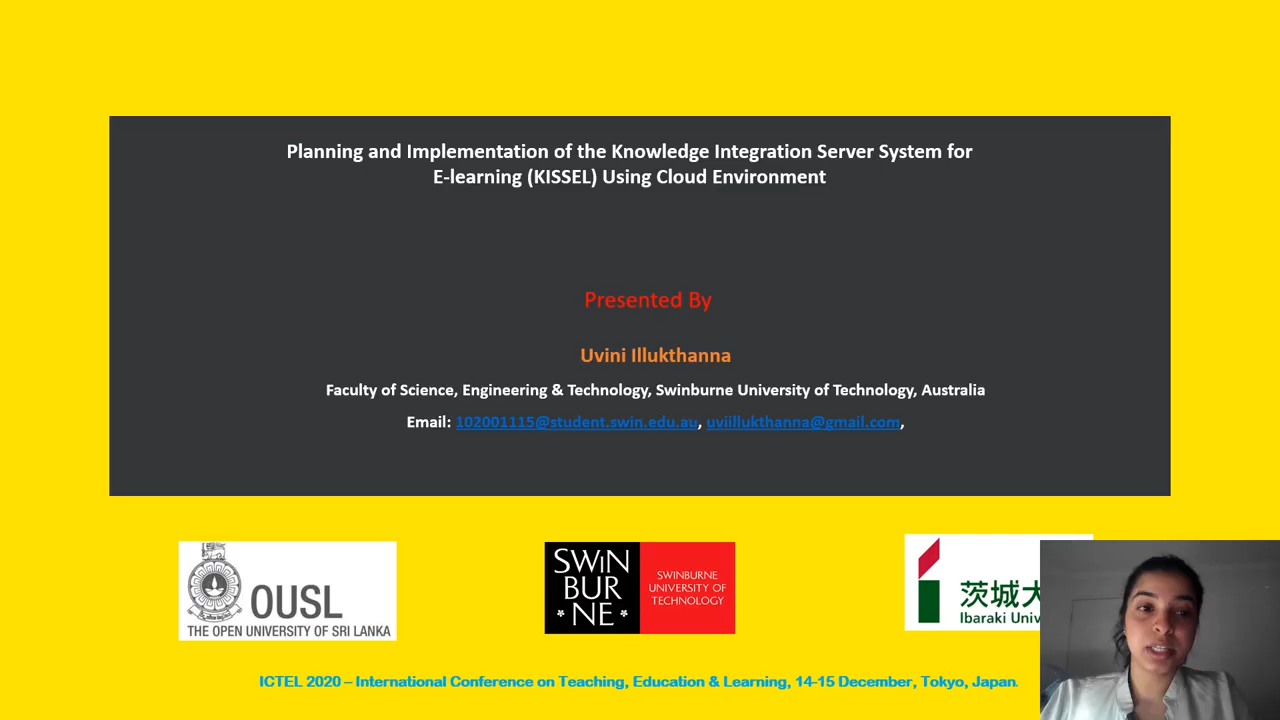 Planning and Implementation of the Knowledge Integration Server System for
E-learning (KISSEL) Using Cloud Environment
Presented By
Uvini Illukthanna
Faculty of Science, Engineering & Technology, Swinburne University of Technology, Australia
Email: 102001115@student.swin.edu.au, uviillukthanna@gmail.com,
OUSL
THE OPEN UNIVERSITY OF SRI LANKA
SWIN
BUR
NE
SWINBURNE
UNIVERSITY OF
TECHNOLOGY
茨城大
Ibaraki Univ
ICTEL 2020 – International Conference on Teaching, Education & Learning, 14-15 December, Tokyo, Japan.